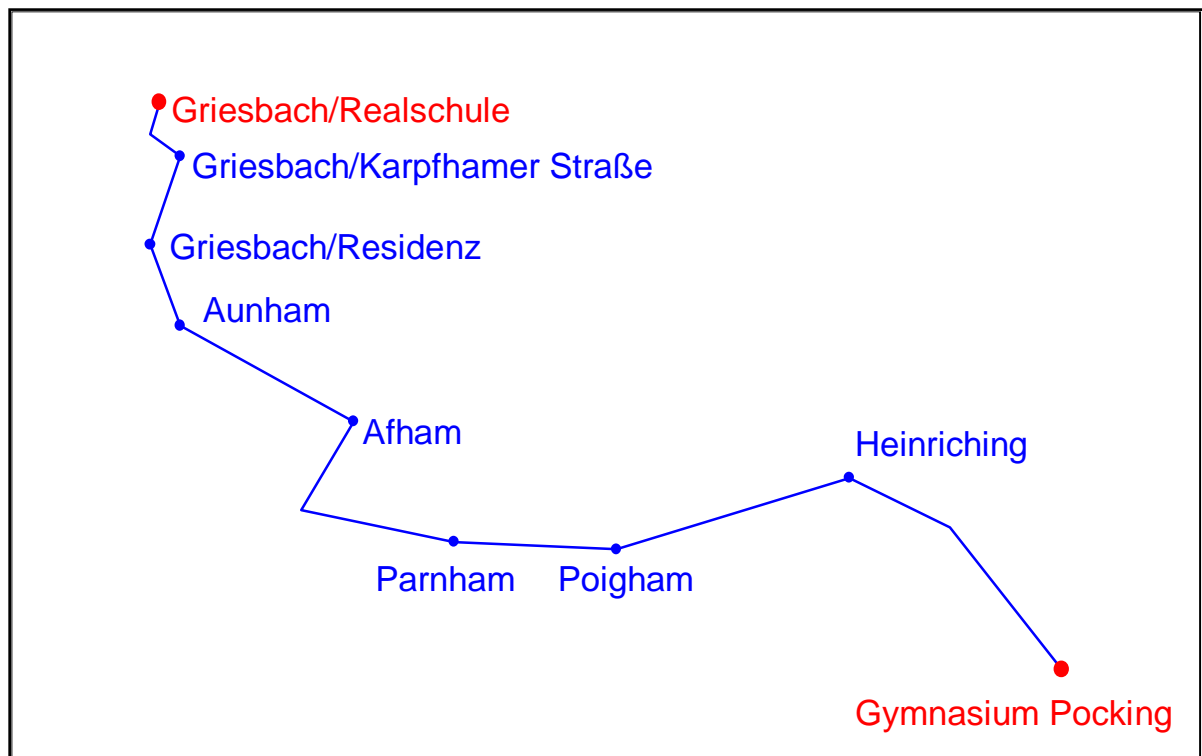 Griesbach/Realschule
Griesbach/Karpfhamer Straße
Griesbach/Residenz
Aunham
Afham
Heinriching
Parnham
Poigham
Gymnasium Pocking